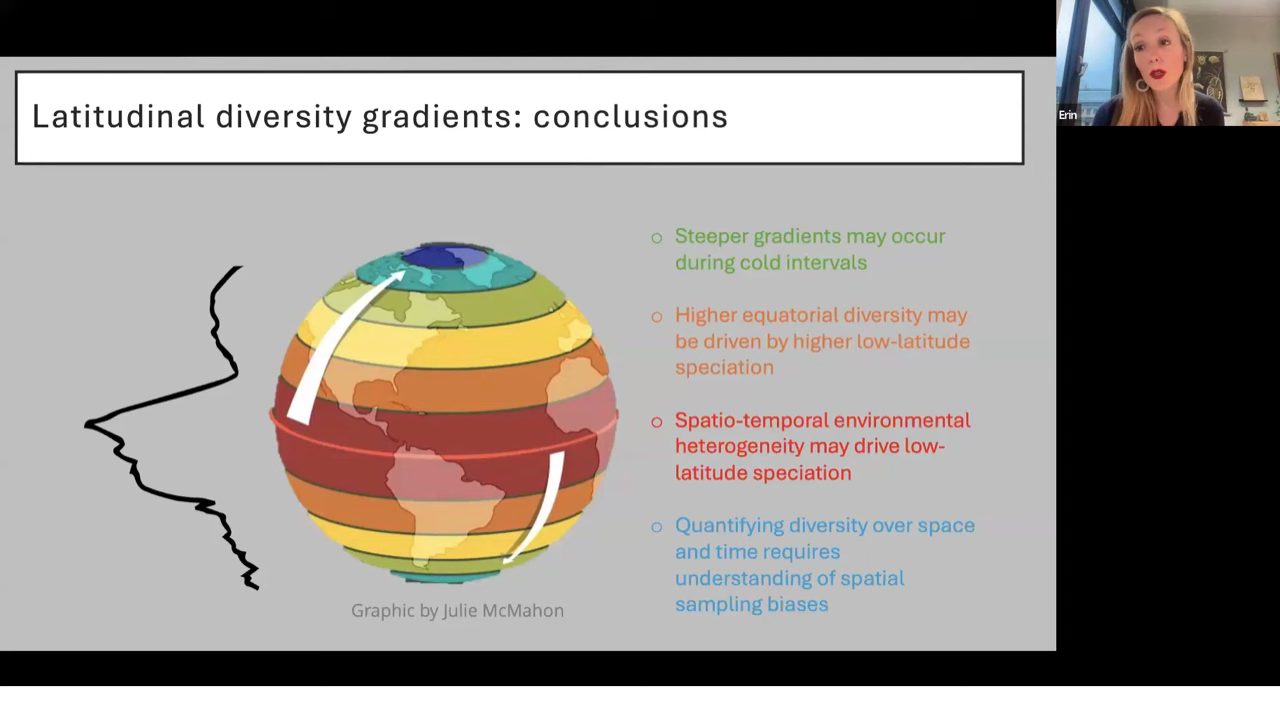 Latitudinal diversity gradients: conclusions
Erin
○ Steeper gradients may occur
during cold intervals
○ Higher equatorial diversity may
be driven by higher low-latitude
speciation
○ Spatio-temporal environmental
heterogeneity may drive low-
latitude speciation
○ Quantifying diversity over space
and time requires
understanding of spatial
sampling biases
Graphic by Julie McMahon